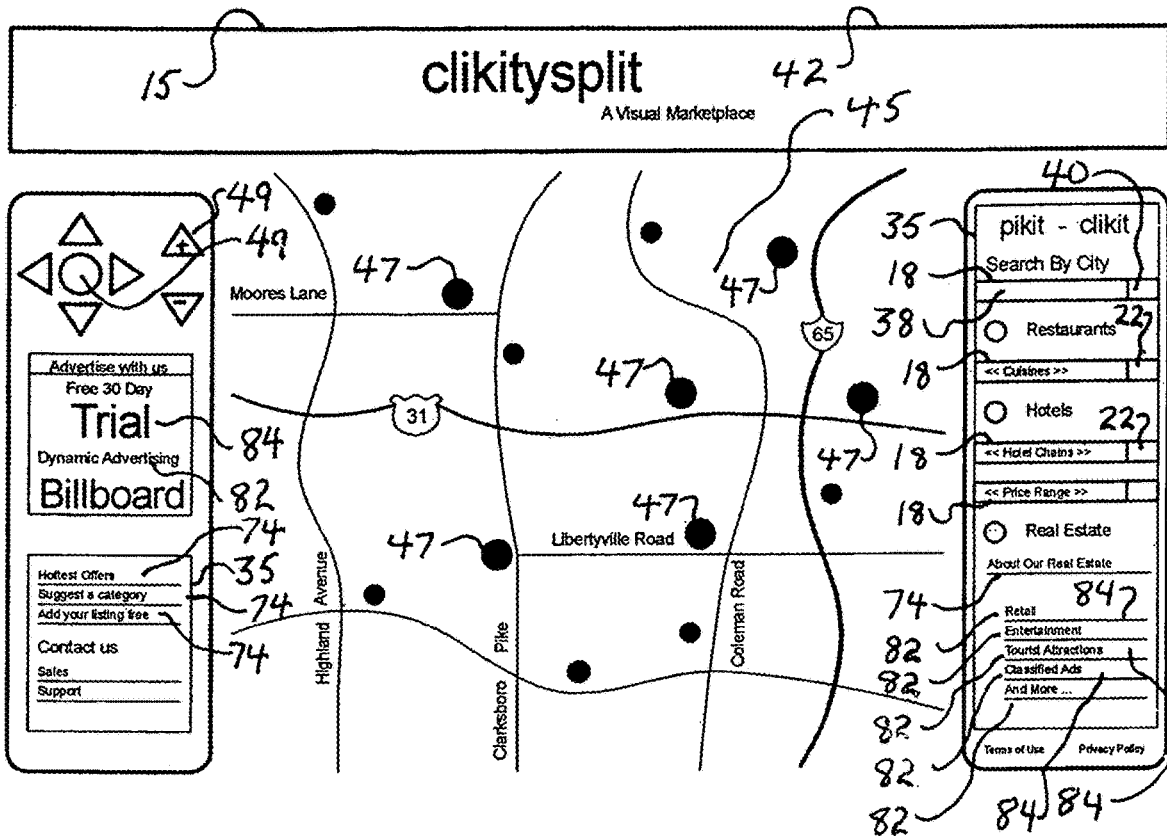 15
clikitysplit
A Visual Marketplace
42
45
49
49
+
-
Advertise with us
Free 30 Day
Trial
84
Dynamic Advertising
82
Billboard
74
Hottest Offers
35
Suggest a category
74
Add your listing free
74
Contact us
Sales
Support
47
47
Moores Lane
65
47
31
47
47
47
Libertyville Road
Highland Avenue
Clarksboro Pike
Coleman Road
40
35
pikit - clikit
18
Search By City
38
Restaurants
22
18
<< Cuisines >>
Hotels
22
18
<< Hotel Chains >>
<< Price Range >>
18
Real Estate
About Our Real Estate
74
84
Retail
82
Entertainment
82
Tourist Attractions
82
Classified Ads
82
And More ...
82
84
84
Terms of Use
Privacy Policy